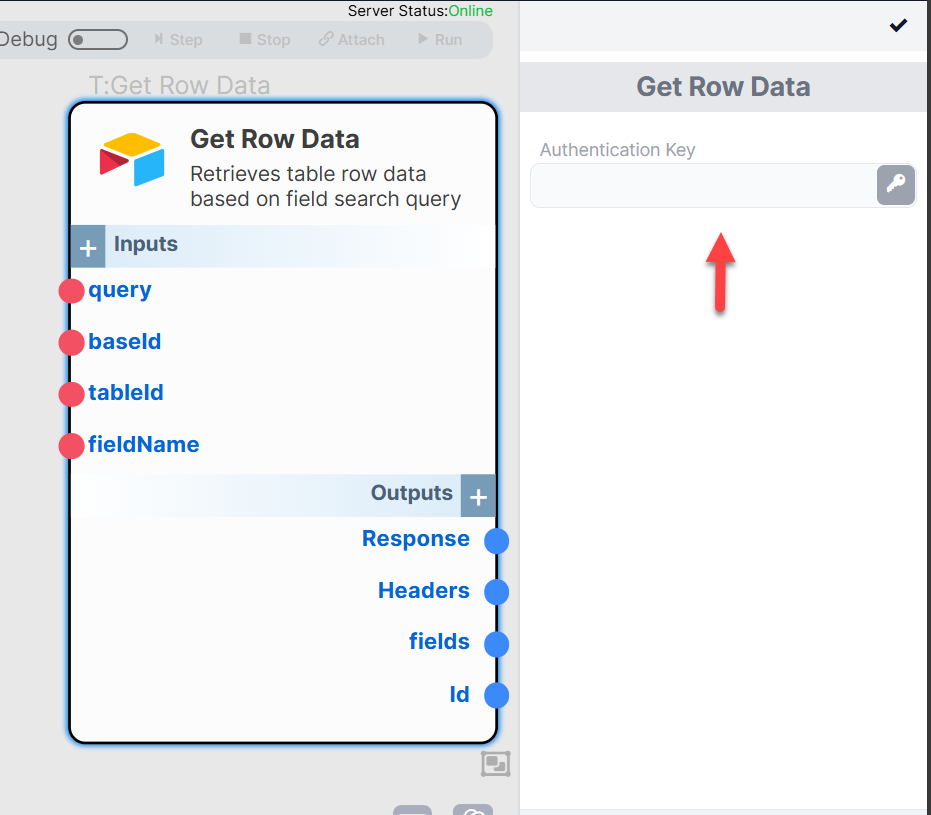 Server Status:Online
Debug
Step
Stop
Attach
Run
T:Get Row Data
Get Row Data
Retrieves table row data
based on field search query
Inputs
query
baseId
tableId
fieldName
Outputs
Response
Headers
fields
Id
Get Row Data
Authentication Key